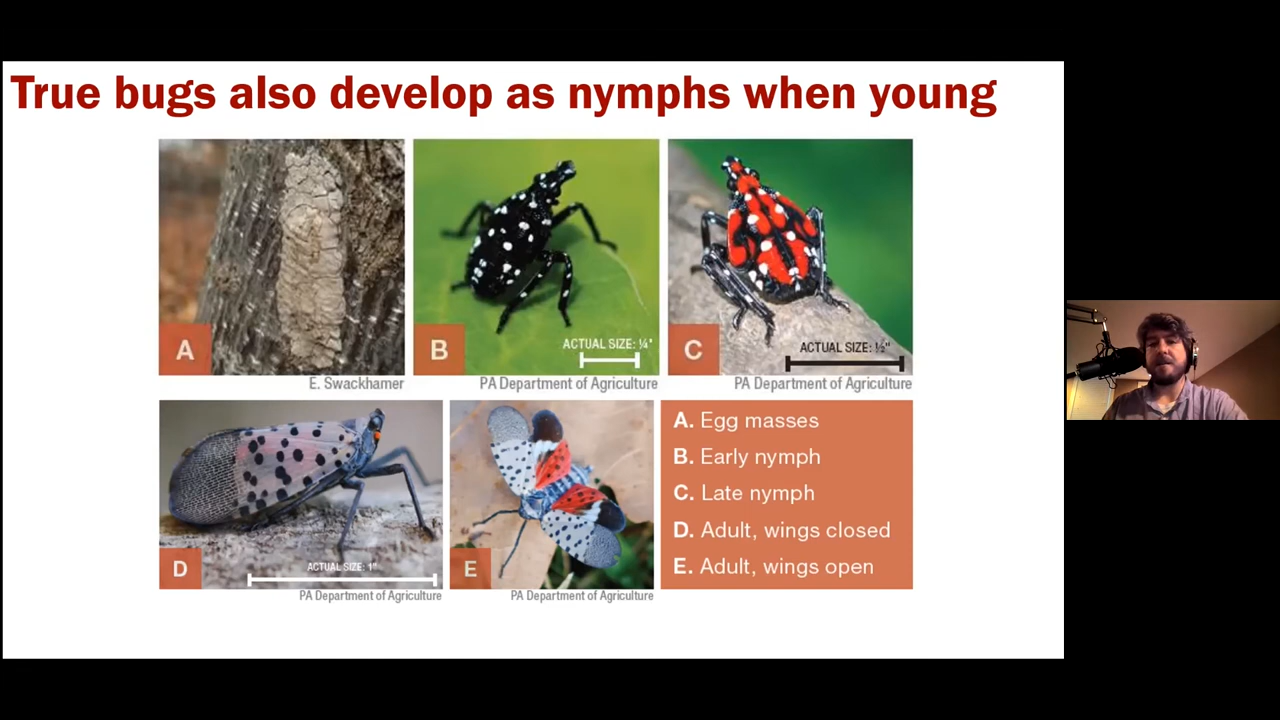 True bugs also develop as nymphs when young
A
E. Swackhamer
B
ACTUAL SIZE: ¼"
PA Department of Agriculture
C
ACTUAL SIZE: ½"
PA Department of Agriculture
D
ACTUAL SIZE: 1"
PA Department of Agriculture
E
PA Department of Agriculture
A. Egg masses
B. Early nymph
C. Late nymph
D. Adult, wings closed
E. Adult, wings open